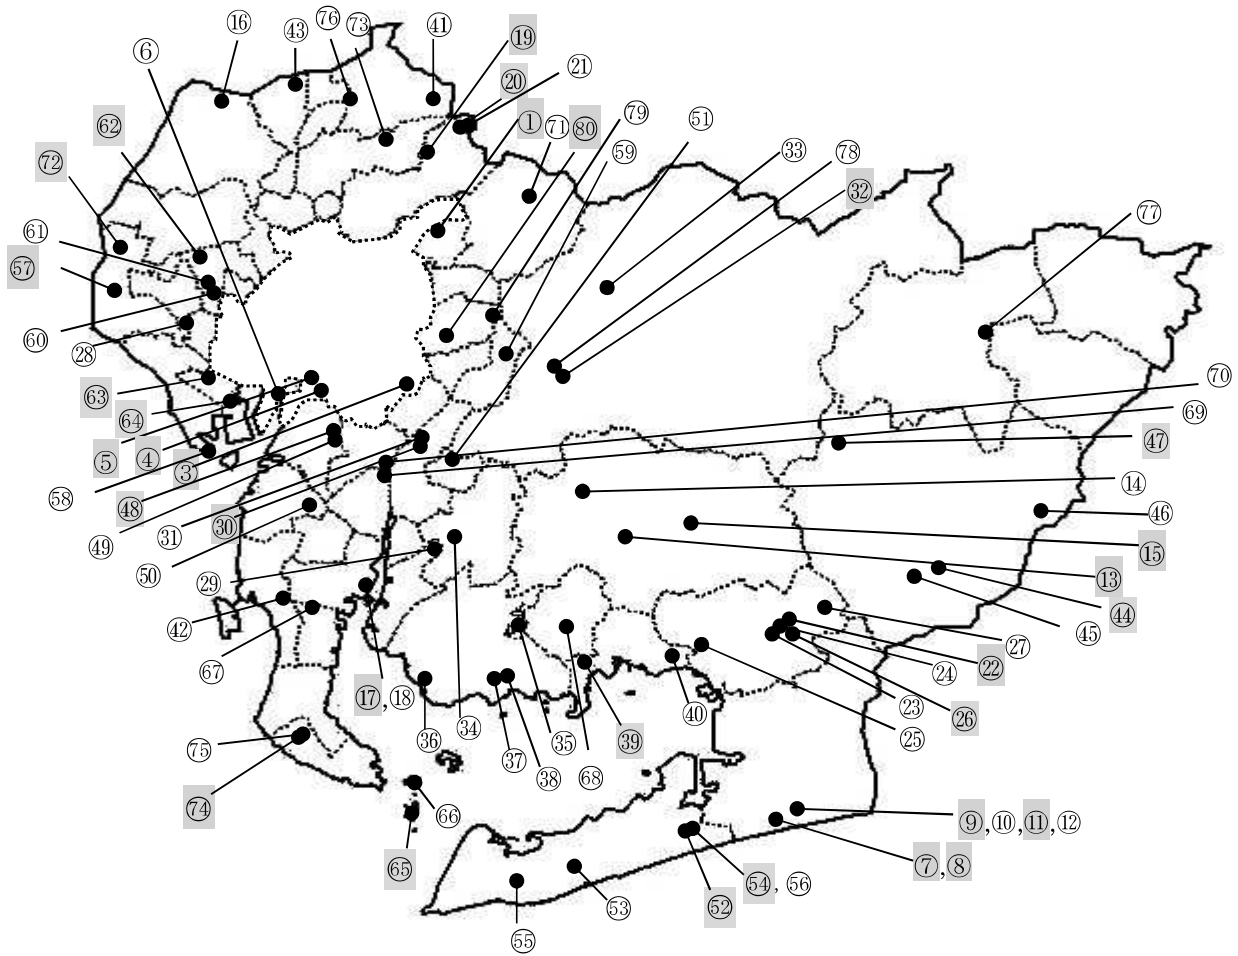 ⑯ ㊸ 76 73 ㊶ ⑲
⑥ ⑳ ㉑
62 ① 71 80 79 59 51 ㉝ 78 ㉜
72
61 77
57
60
㉘
63 70
64 69
⑤ ④ ③ ㊼
58 ㊽ ⑭
㊾ ㉛ ㉚ ㊻
㊿ ⑮
㉙ ⑬
㊷ ㊹
67 ㊺
㉗
⑰,⑱ ㉔ ㉒
㊱ ㉞ ㉟ ㊴ ㊵ ㉓ ㉖
75 ㊲ ㊳ 68 ㉕
74 66
⑨,⑩,⑪,⑫
65 ⑦,⑧
54, 56
52
53
55